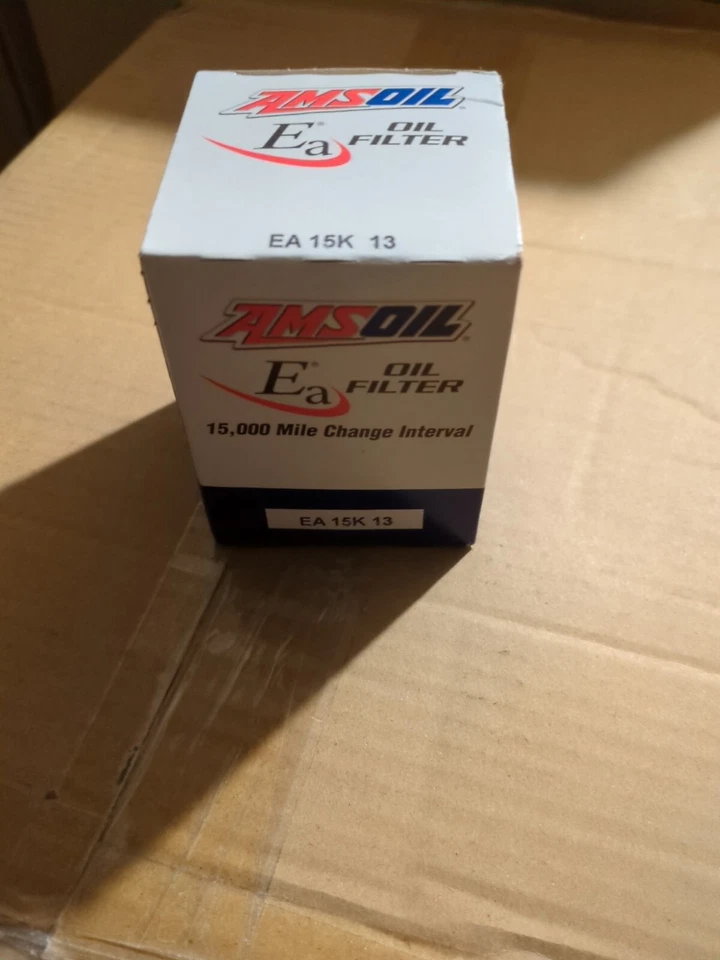 AMSOIL®
Ea® OIL
FILTER
EA 15K 13
AMSOIL®
Ea® OIL
FILTER
15,000 Mile Change Interval
EA 15K 13